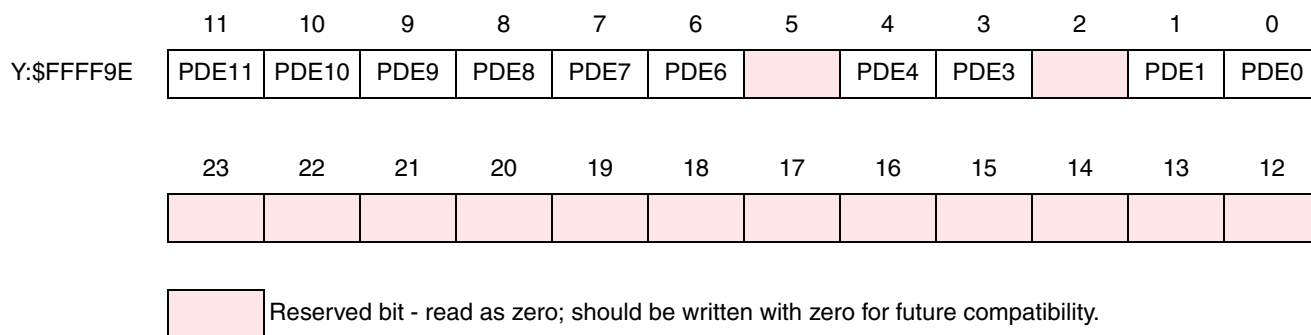 11 10 9 8 7 6 5 4 3 2 1 0
Y:$FFFF9E PDE11 PDE10 PDE9 PDE8 PDE7 PDE6 PDE4 PDE3 PDE1 PDE0
23 22 21 20 19 18 17 16 15 14 13 12
Reserved bit - read as zero; should be written with zero for future compatibility.